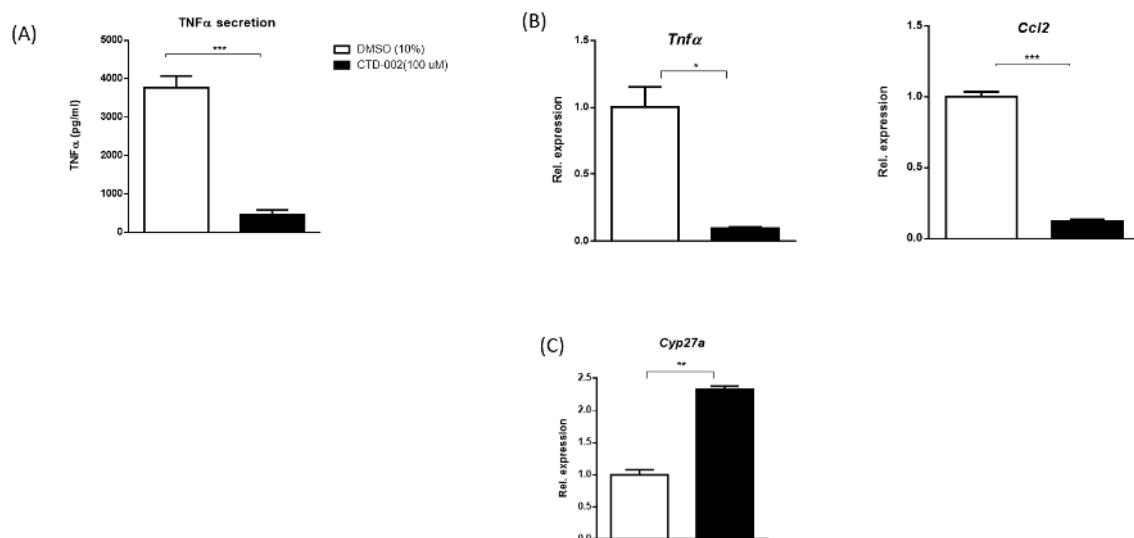 (A)
TNFα secretion
***
5000
4000
3000
2000
1000
0
TNFα (pg/ml)
DMSO (10%)
CTD-002(100 uM)
(B)
Tnfα
*
1.5
1.0
0.5
0.0
Rel. expression
Ccl2
***
1.5
1.0
0.5
0.0
Rel. expression
(C)
Cyp27a
**
2.5
2.0
1.5
1.0
0.5
0.0
Rel. expression